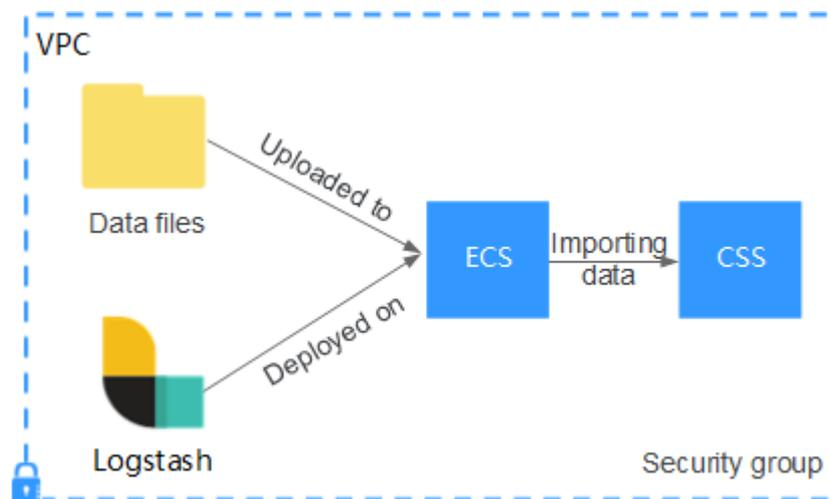 VPC
Uploaded to
Data files
ECS
Importing
data
CSS
Deployed on
Logstash
Security group